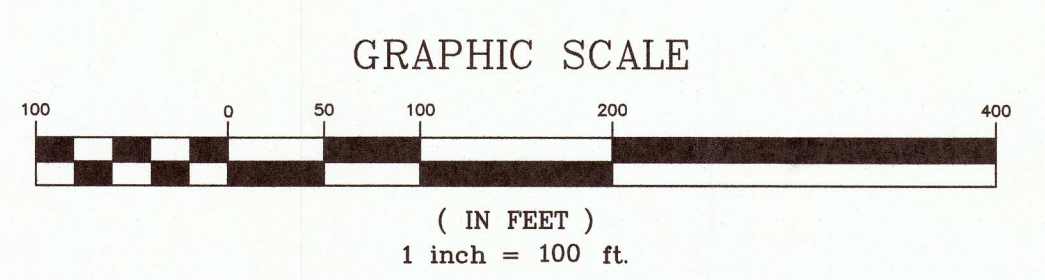 GRAPHIC SCALE
100 0 50 100 200 400
( IN FEET )
1 inch = 100 ft.